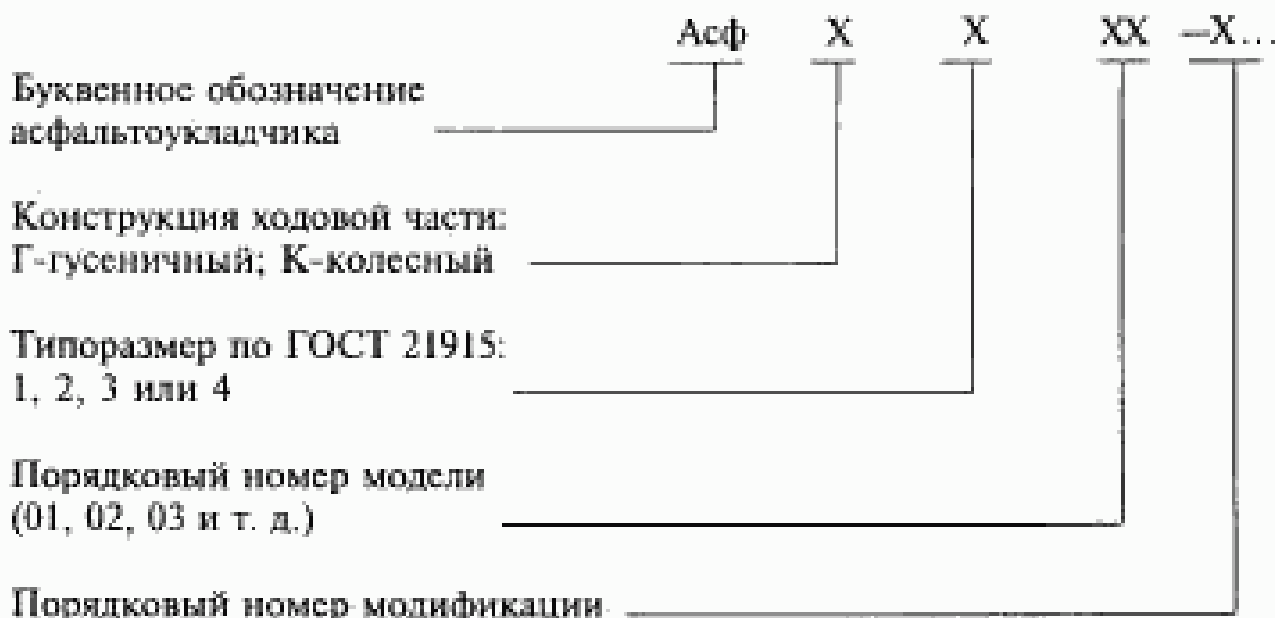 Асф Х Х ХХ –Х...
Буквенное обозначение
асфальтоукладчика
Конструкция ходовой части:
Г-гусеничный; К-колесный
Типоразмер по ГОСТ 21915:
1, 2, 3 или 4
Порядковый номер модели
(01, 02, 03 и т. д.)
Порядковый номер модификации